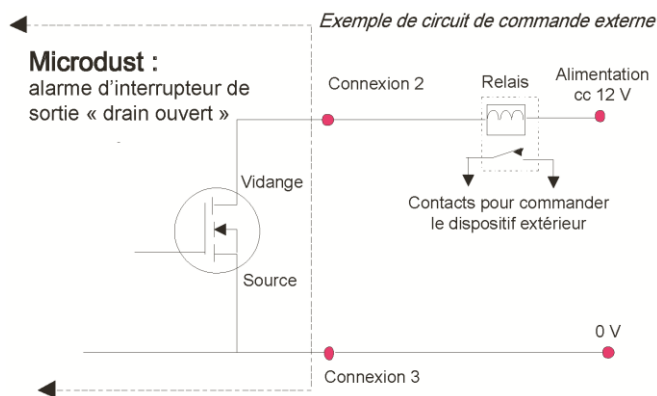 Exemple de circuit de commande externe
Microdust :
alarme d’interrupteur de
sortie « drain ouvert »
Connexion 2
Relais
Alimentation
cc 12 V
Vidange
Contacts pour commander
le dispositif extérieur
Source
0 V
Connexion 3